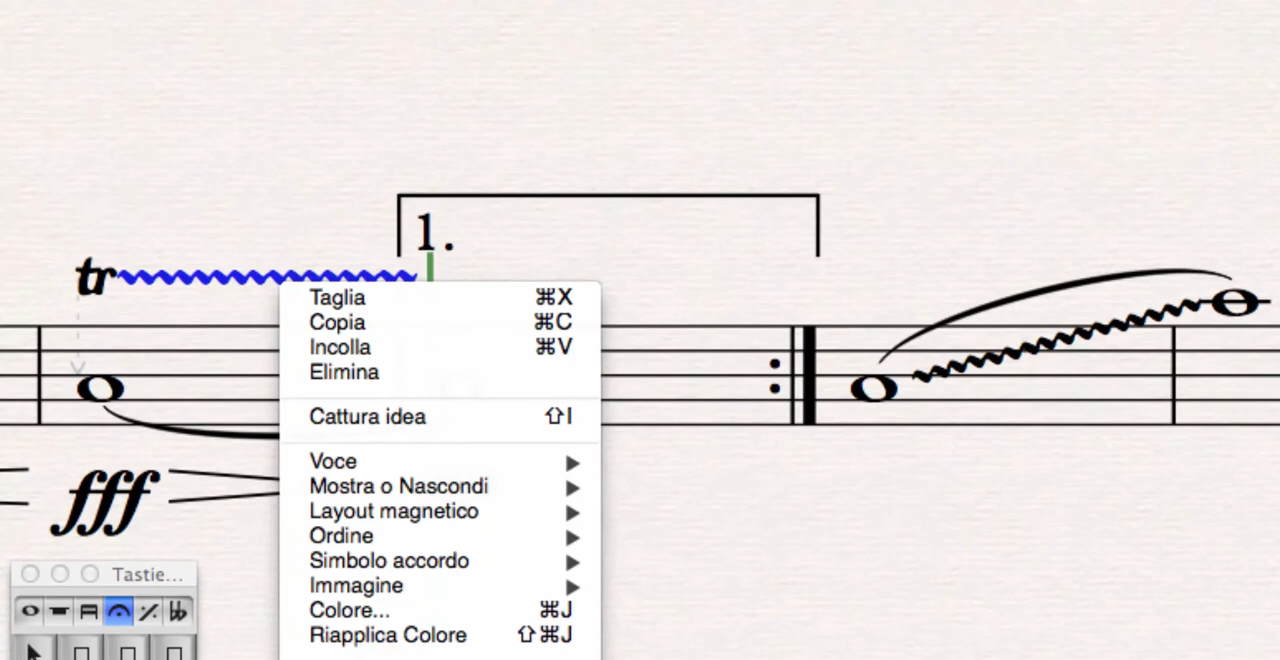 1.
tr
Taglia ⌘X
Copia ⌘C
Incolla ⌘V
Elimina
Cattura idea ⇧I
Voce
Mostra o Nascondi
Layout magnetico
Ordine
Simbolo accordo
Immagine
Colore... ⌘J
Riapplica Colore ⇧⌘J
fff
Tastie...